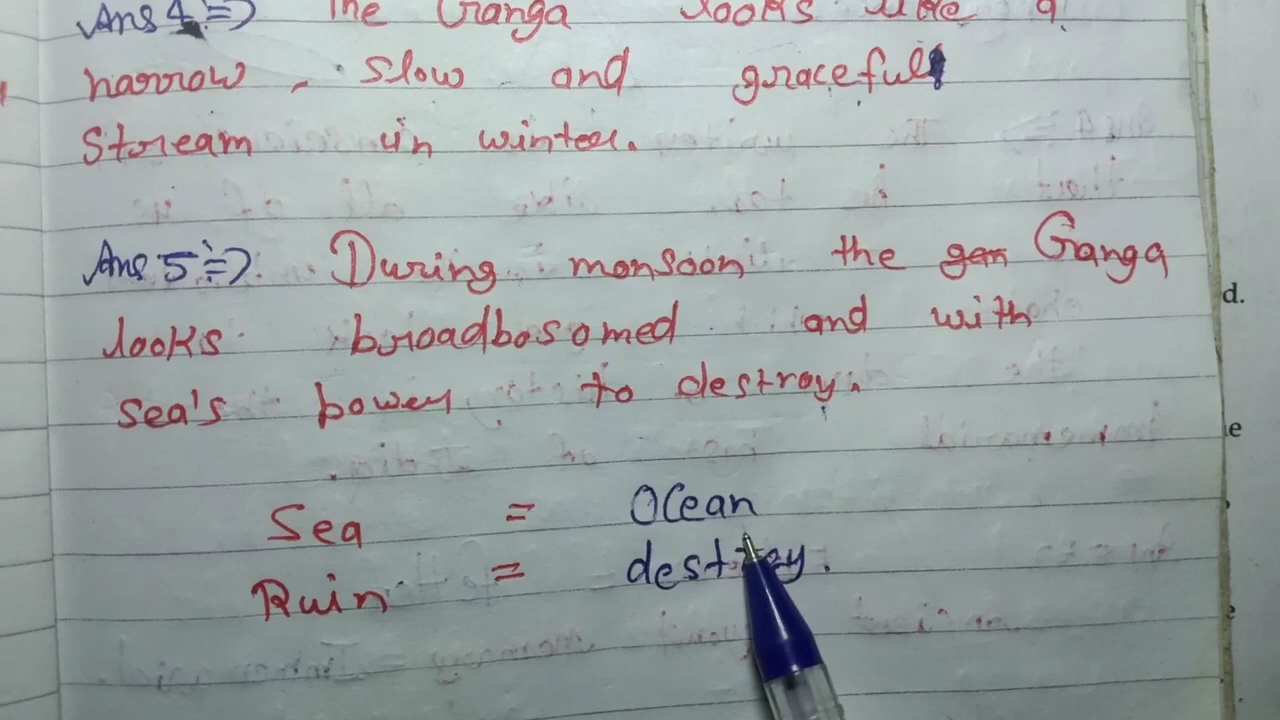 Ans 4 => The Ganga looks like a
narrow, slow and graceful
Stream in winter.
Ans 5 => During monsoon the gan Ganga
looks broadbosomed and with
sea's power to destroy.
Sea = Ocean
Ruin = destroy.
d.
e